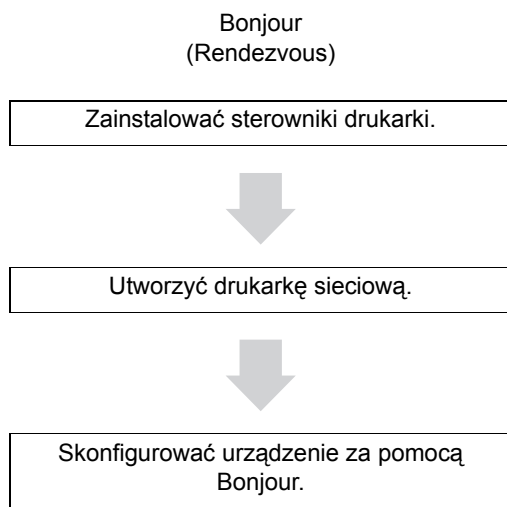 Bonjour
(Rendezvous)
Zainstalować sterowniki drukarki.
Utworzyć drukarkę sieciową.
Skonfigurować urządzenie za pomocą
Bonjour.